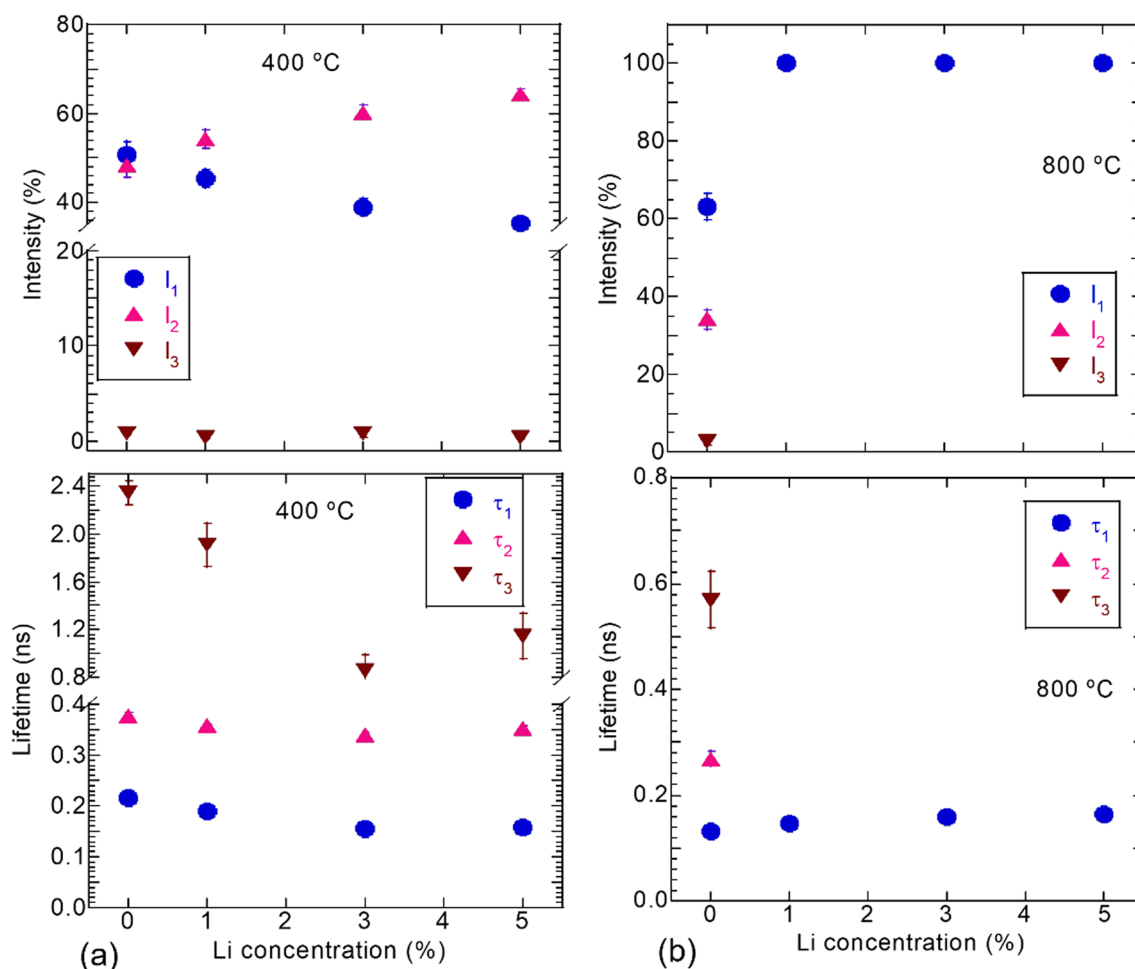 400 ºC
Intensity (%)
80
60
40
20
10
0
I₁
I₂
I₃
800 ºC
Intensity (%)
100
80
60
40
20
0
I₁
I₂
I₃
400 ºC
Lifetime (ns)
2.4
2.0
1.6
1.2
0.8
0.4
0.3
0.2
0.1
0.0
τ₁
τ₂
τ₃
0 1 2 3 4 5
Li concentration (%)
(a)
800 ºC
Lifetime (ns)
0.8
0.6
0.4
0.2
0.0
τ₁
τ₂
τ₃
0 1 2 3 4 5
Li concentration (%)
(b)